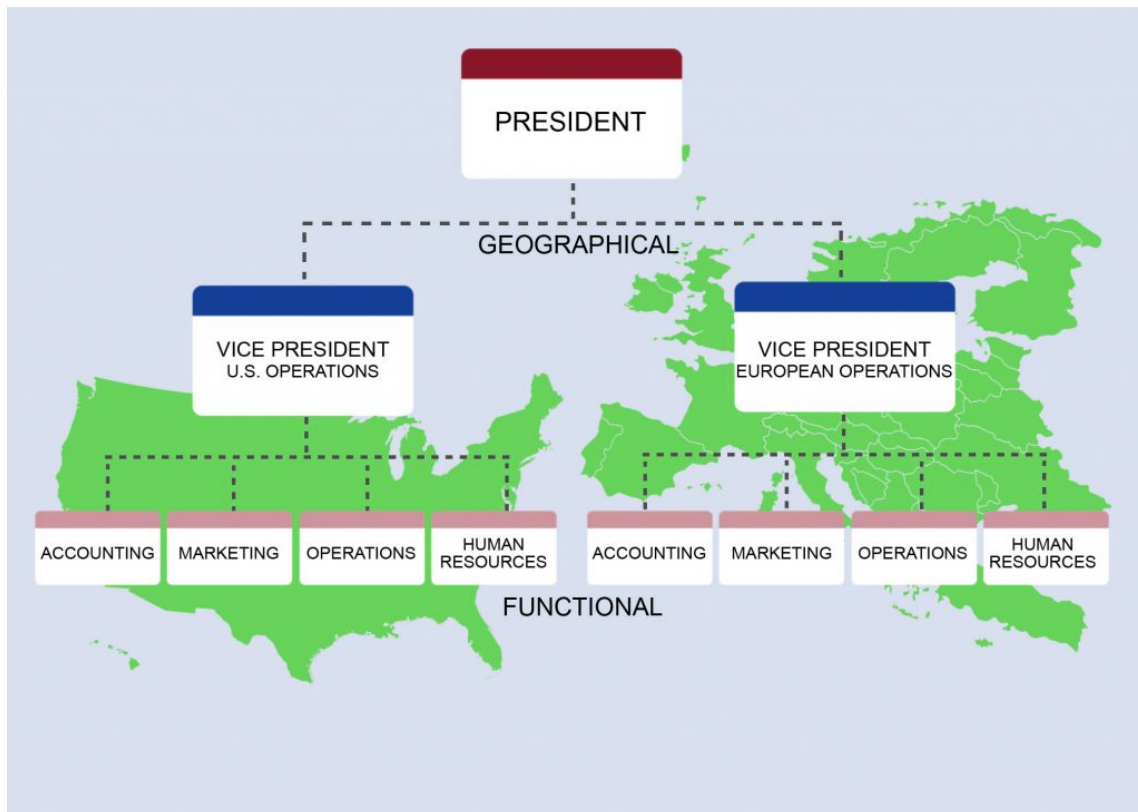 PRESIDENT
GEOGRAPHICAL
VICE PRESIDENT
U.S. OPERATIONS
VICE PRESIDENT
EUROPEAN OPERATIONS
ACCOUNTING
MARKETING
OPERATIONS
HUMAN
RESOURCES
ACCOUNTING
MARKETING
OPERATIONS
HUMAN
RESOURCES
FUNCTIONAL